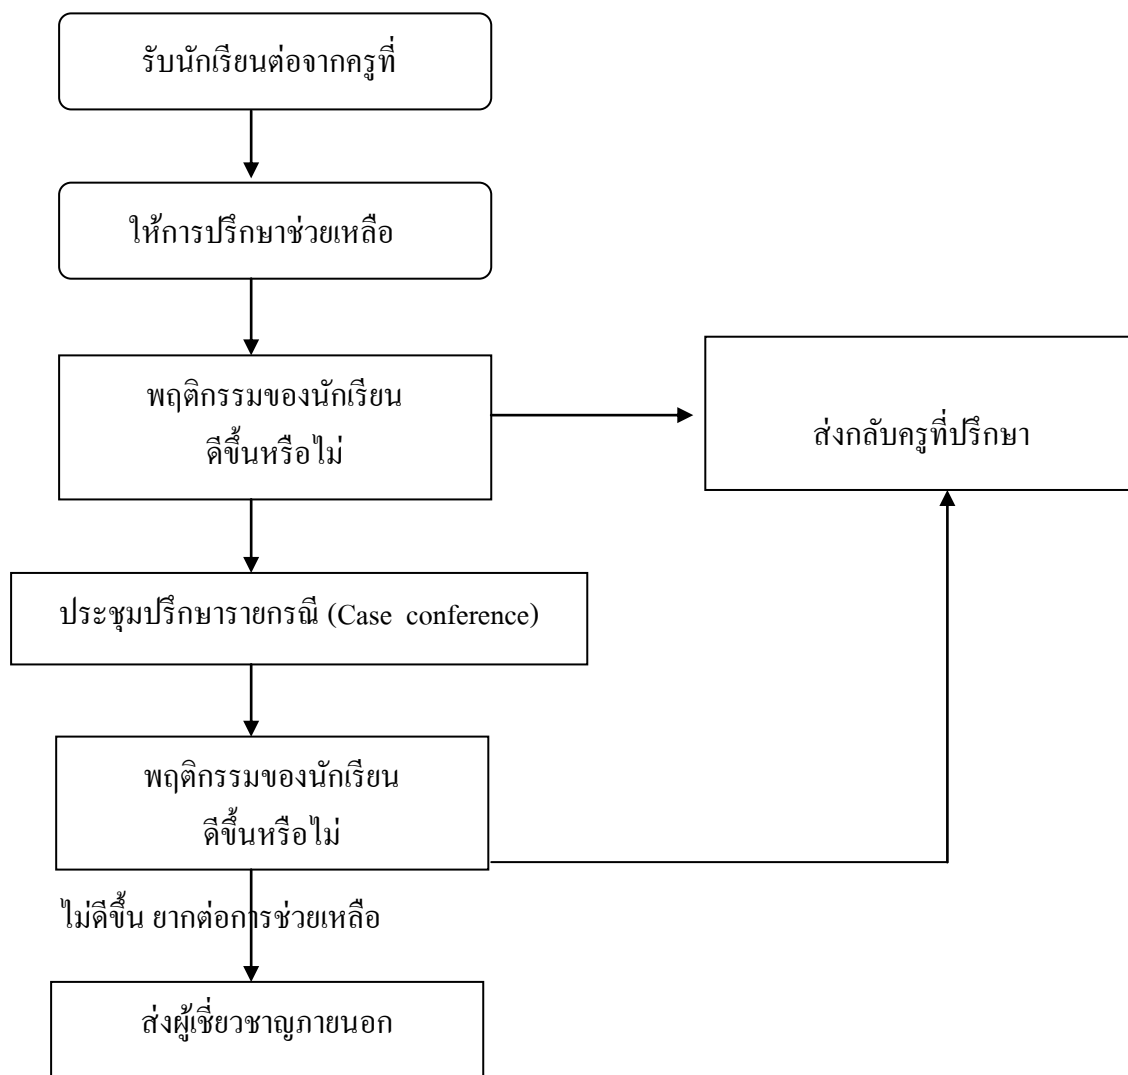 รับนักเรียนต่อจากครูที่
ให้การปรึกษาช่วยเหลือ
พฤติกรรมของนักเรียน
ดีขึ้นหรือไม่
ส่งกลับครูที่ปรึกษา
ประชุมปรึกษารายกรณี (Case conference)
พฤติกรรมของนักเรียน
ดีขึ้นหรือไม่
ไม่ดีขึ้น ยากต่อการช่วยเหลือ
ส่งผู้เชี่ยวชาญภายนอก